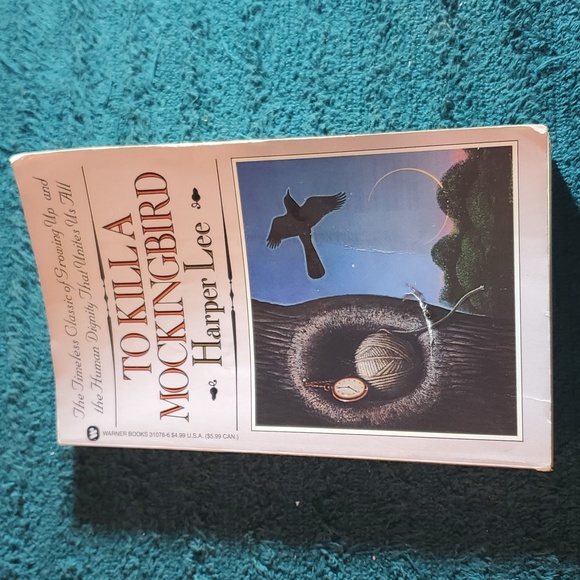 The Timeless Classic of Growing Up and
the Human Dignity That Unites Us All
TO KILL A
MOCKINGBIRD
Harper Lee
WARNER BOOKS 31078-6 $4.99 U.S.A. ($5.99 CAN.)